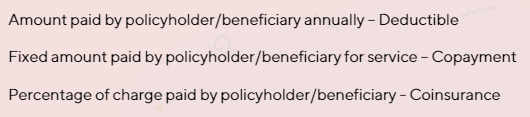 Amount paid by policyholder/beneficiary annually – Deductible
Fixed amount paid by policyholder/beneficiary for service – Copayment
Percentage of charge paid by policyholder/beneficiary – Coinsurance